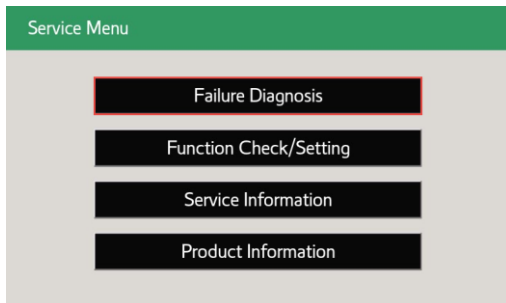 Service Menu
Failure Diagnosis
Function Check/Setting
Service Information
Product Information